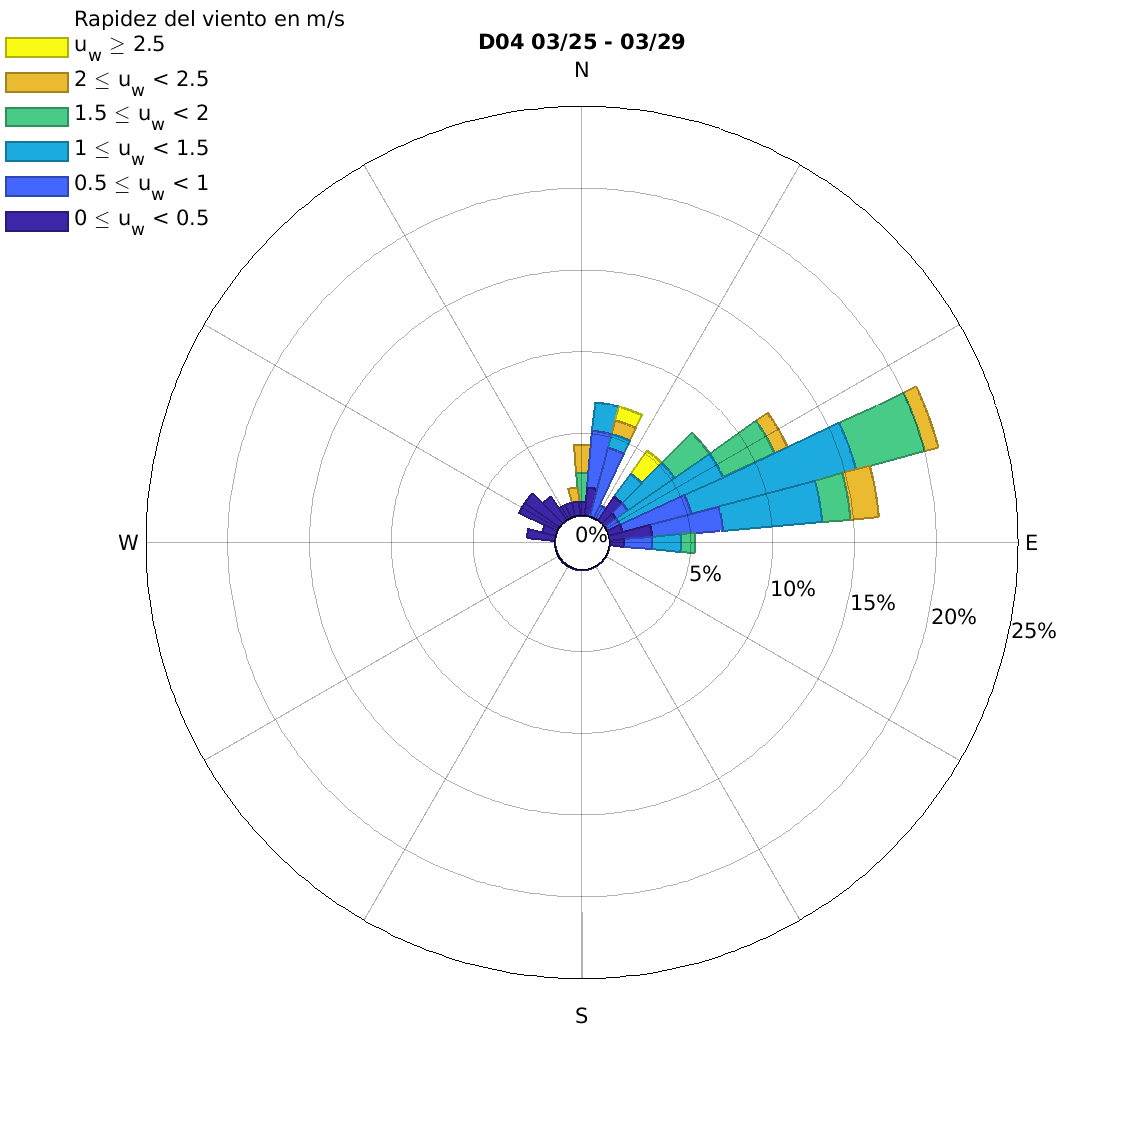 Rapidez del viento en m/s
u_w ≥ 2.5
2 ≤ u_w < 2.5
1.5 ≤ u_w < 2
1 ≤ u_w < 1.5
0.5 ≤ u_w < 1
0 ≤ u_w < 0.5
D04 03/25 - 03/29
N
W
E
0%
5%
10%
15%
20%
25%
S